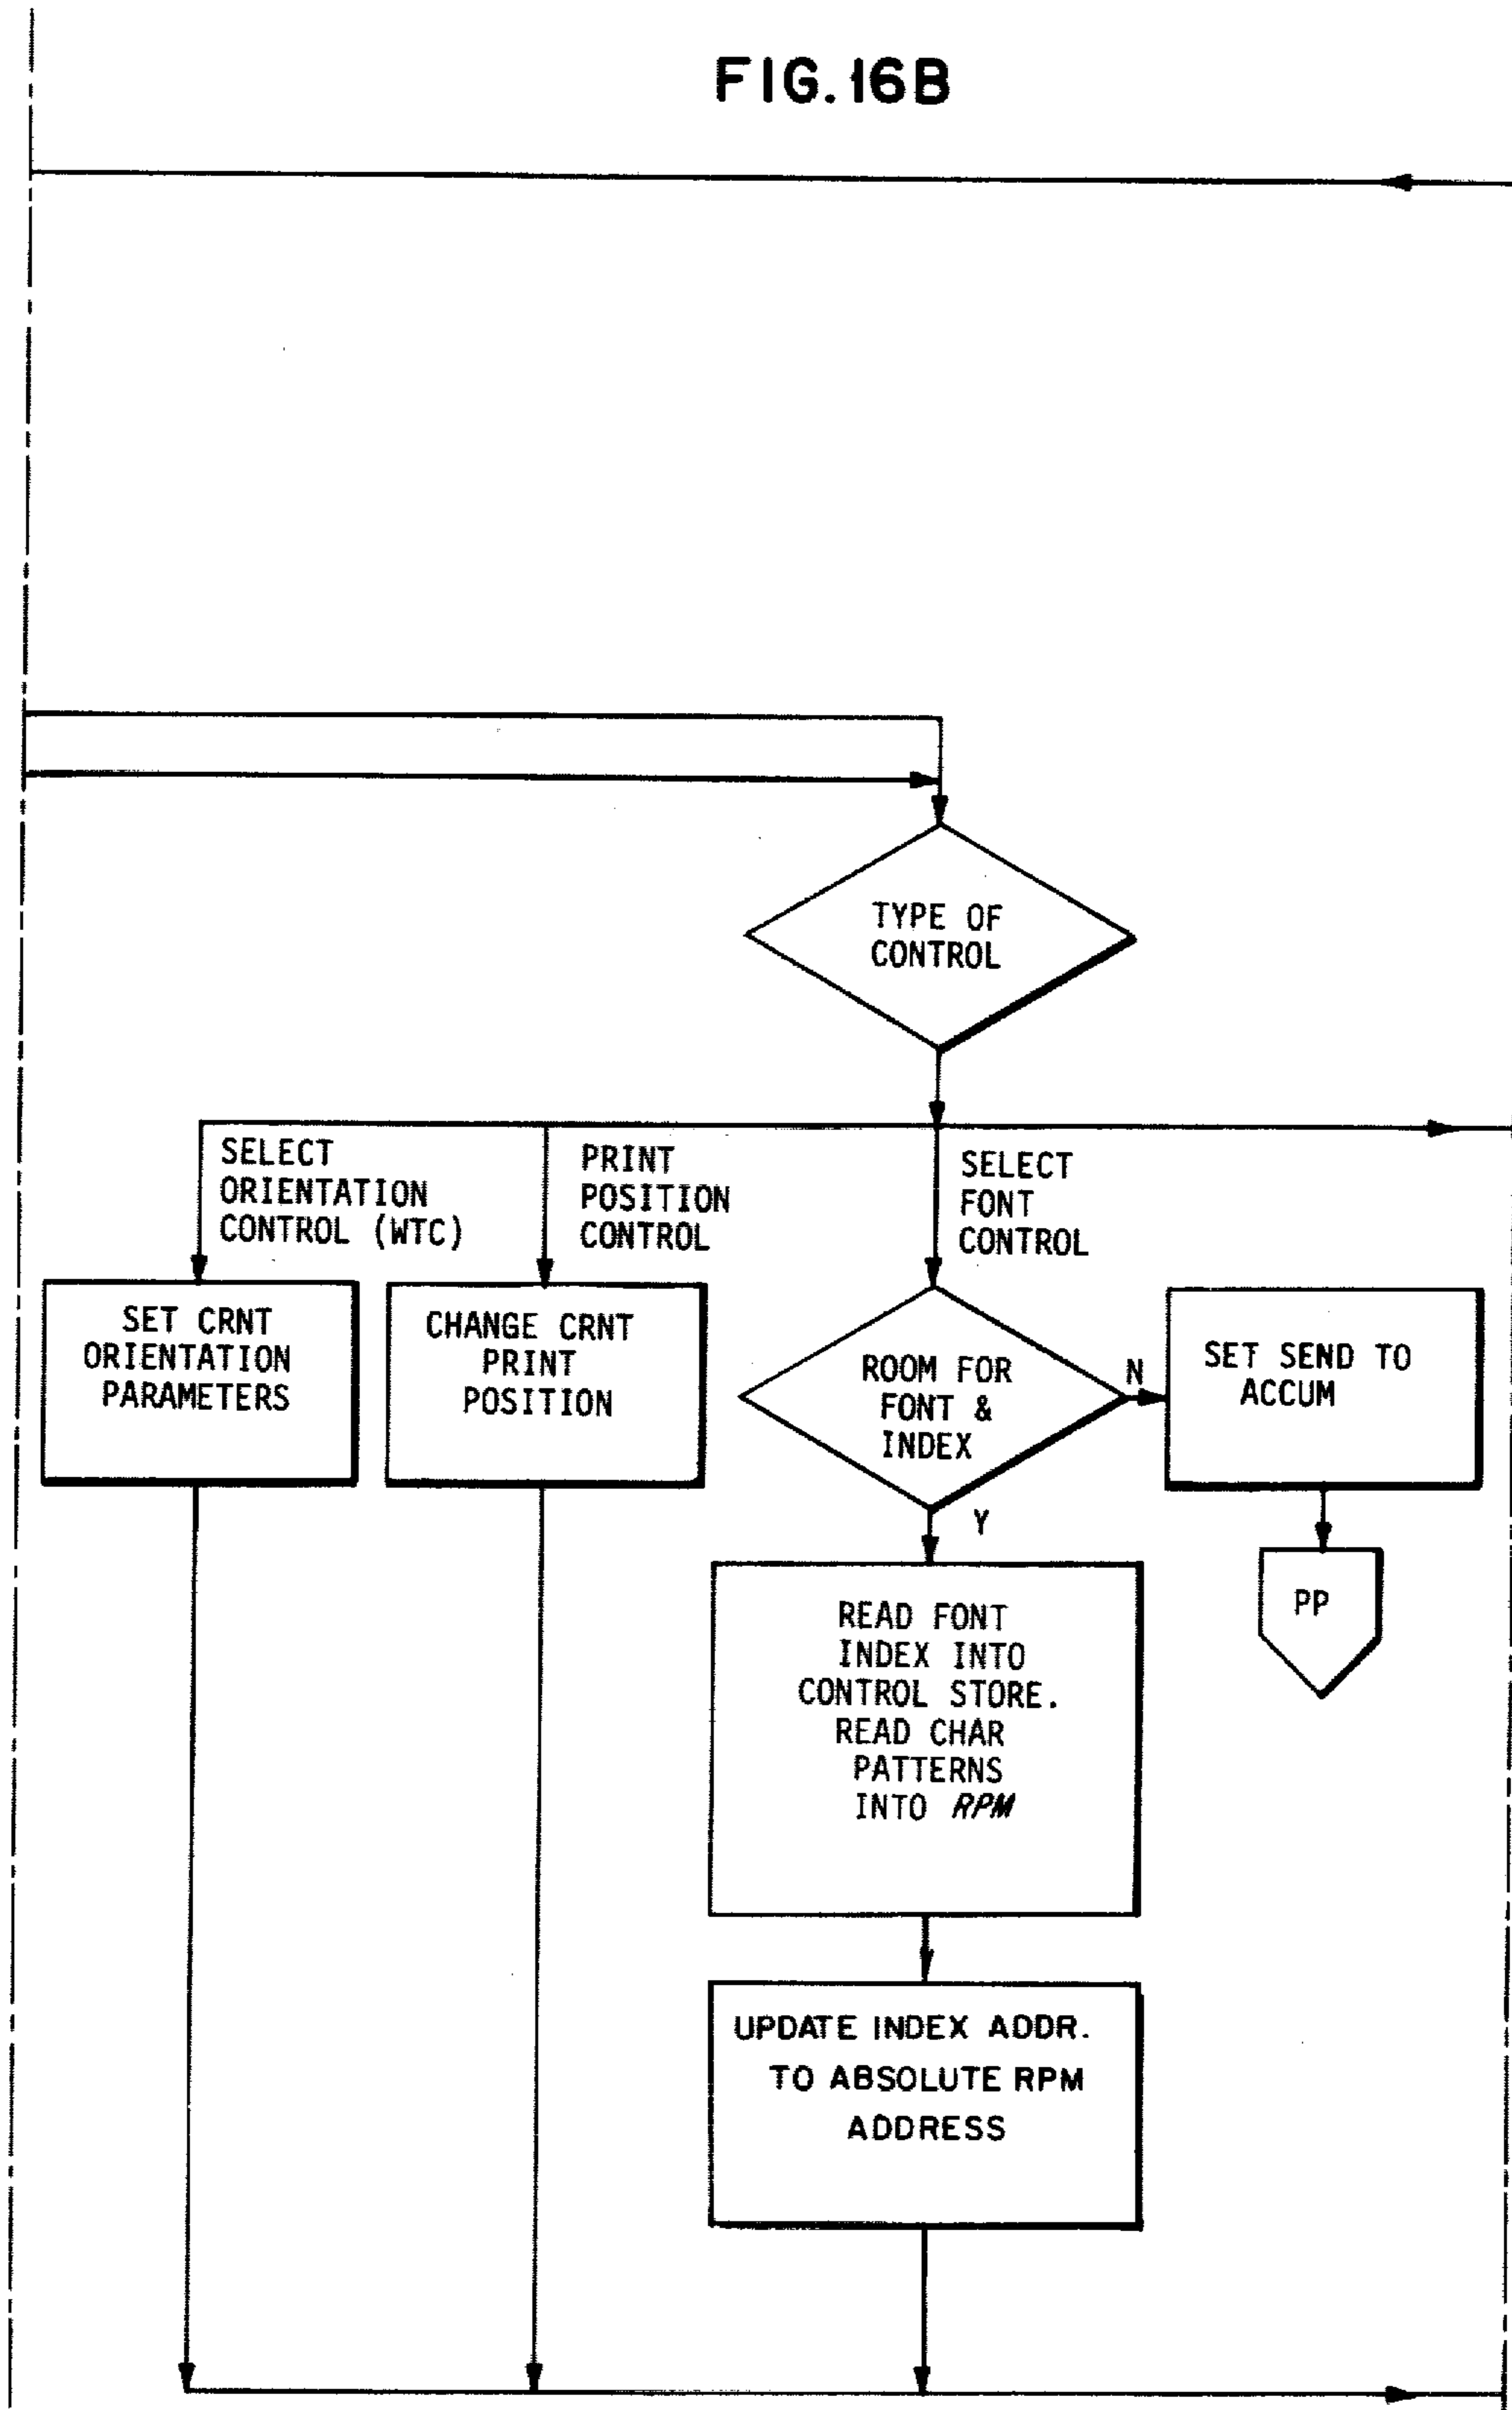 FIG. 16B
TYPE OF
CONTROL
SELECT
ORIENTATION
CONTROL (WTC)
PRINT
POSITION
CONTROL
SELECT
FONT
CONTROL
SET CRNT
ORIENTATION
PARAMETERS
CHANGE CRNT
PRINT
POSITION
ROOM FOR
FONT &
INDEX
N
SET SEND TO
ACCUM
Y
PP
READ FONT
INDEX INTO
CONTROL STORE.
READ CHAR
PATTERNS
INTO RPM
UPDATE INDEX ADDR.
TO ABSOLUTE RPM
ADDRESS